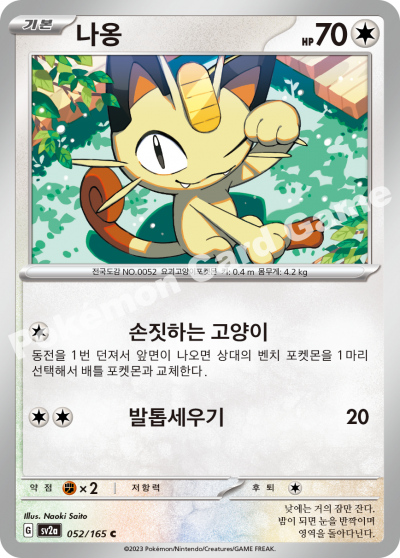 기본 나옹 HP 70
전국도감 NO.0052 요괴고양이포켓몬 키: 0.4 m 몸무게: 4.2 kg
손짓하는 고양이
동전을 1번 던져서 앞면이 나오면 상대의 벤치 포켓몬을 1마리
선택해서 배틀 포켓몬과 교체한다.
발톱세우기 20
약점 ×2 저항력 후퇴
Illus. Naoki Saito
G sv2a 052/165 C
낮에는 거의 잠만 잔다.
밤이 되면 눈을 반짝이며
영역을 돌아다닌다.
©2023 Pokémon/Nintendo/Creatures/GAME FREAK.
Pokémon Card Game